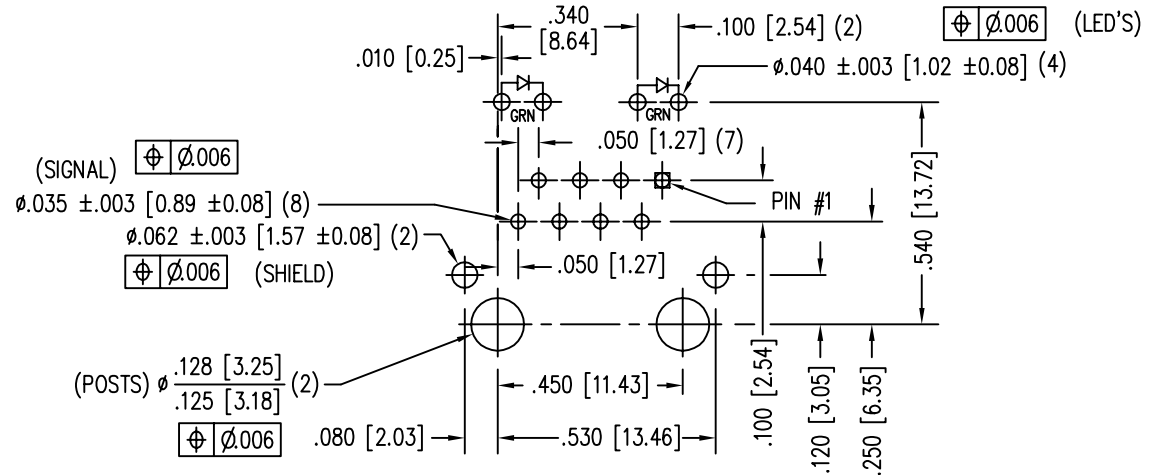 .340
[8.64]
.100 [2.54] (2)
⌖ Ø.006 (LED'S)
.010 [0.25]
Ø.040 ±.003 [1.02 ±0.08] (4)
GRN
GRN
.050 [1.27] (7)
(SIGNAL) ⌖ Ø.006
Ø.035 ±.003 [0.89 ±0.08] (8)
PIN #1
.540 [13.72]
Ø.062 ±.003 [1.57 ±0.08] (2)
⌖ Ø.006 (SHIELD)
.050 [1.27]
(POSTS) Ø .128 [3.25]
.125 [3.18] (2)
⌖ Ø.006
.450 [11.43]
.080 [2.03]
.530 [13.46]
.100 [2.54]
.120 [3.05]
.250 [6.35]